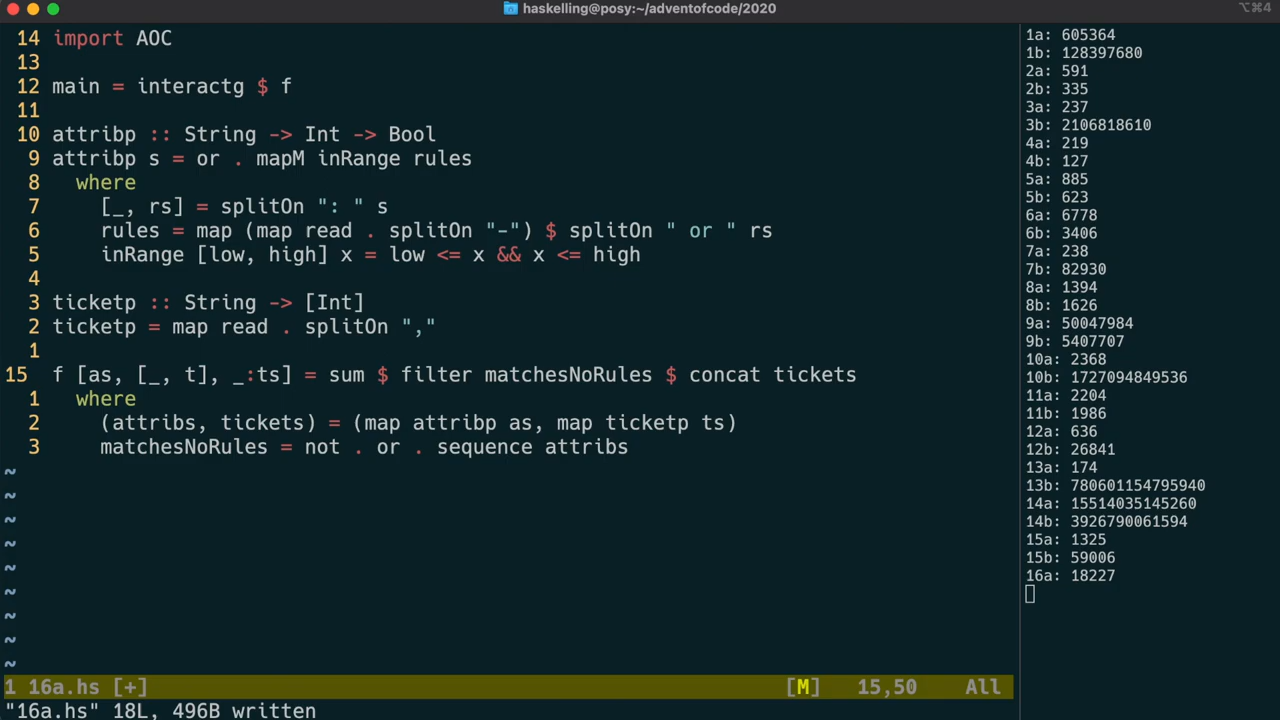 haskelling@posy:~/adventofcode/2020
⌥⌘4
14 import AOC
13
12 main = interactg $ f
11
10 attribp :: String -> Int -> Bool
9 attribp s = or . mapM inRange rules
8 where
7 [_, rs] = splitOn ": " s
6 rules = map (map read . splitOn "-") $ splitOn " or " rs
5 inRange [low, high] x = low <= x && x <= high
4
3 ticketp :: String -> [Int]
2 ticketp = map read . splitOn ","
1
15 f [as, [_, t], _:ts] = sum $ filter matchesNoRules $ concat tickets
1 where
2 (attribs, tickets) = (map attribp as, map ticketp ts)
3 matchesNoRules = not . or . sequence attribs
~
~
~
~
~
~
~
~
~
1 16a.hs [+] [M] 15,50 All
"16a.hs" 18L, 496B written
1a: 605364
1b: 128397680
2a: 591
2b: 335
3a: 237
3b: 2106818610
4a: 219
4b: 127
5a: 885
5b: 623
6a: 6778
6b: 3406
7a: 238
7b: 82930
8a: 1394
8b: 1626
9a: 50047984
9b: 5407707
10a: 2368
10b: 1727094849536
11a: 2204
11b: 1986
12a: 636
12b: 26841
13a: 174
13b: 780601154795940
14a: 15514035145260
14b: 3926790061594
15a: 1325
15b: 59006
16a: 18227